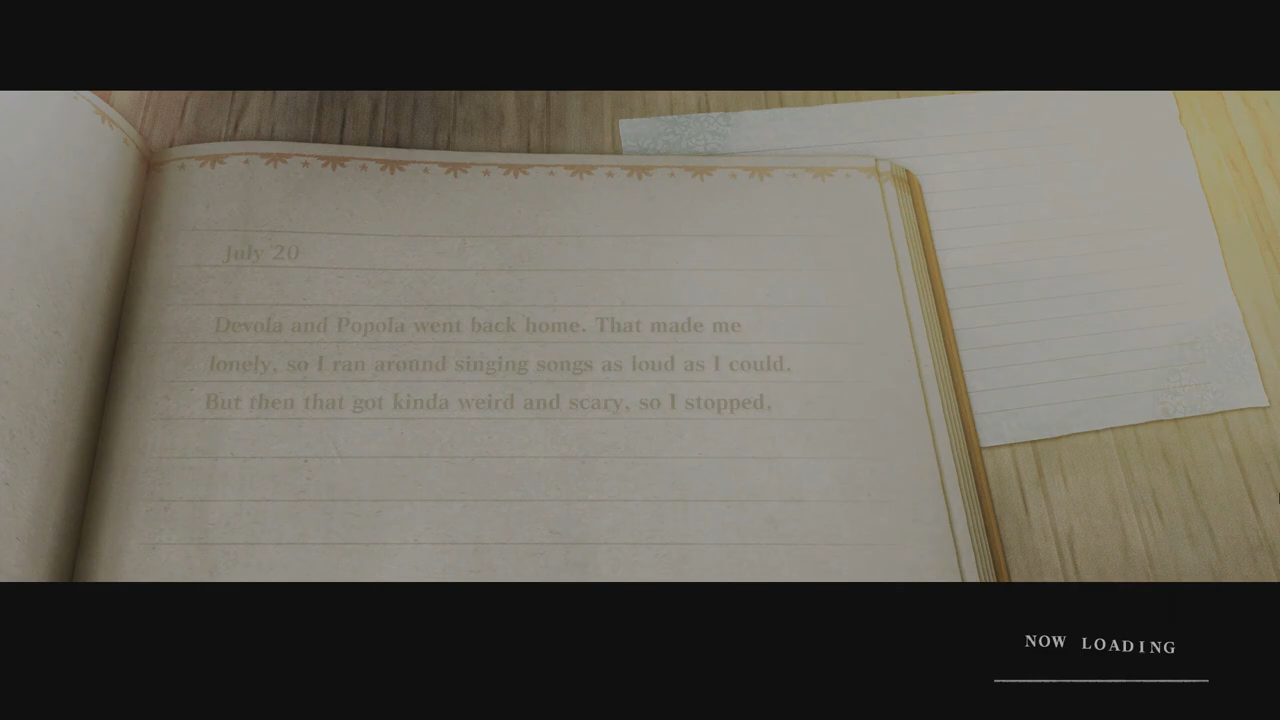 July 20
Devola and Popola went back home. That made me
lonely, so I ran around singing songs as loud as I could.
But then that got kinda weird and scary, so I stopped.
NOW LOADING